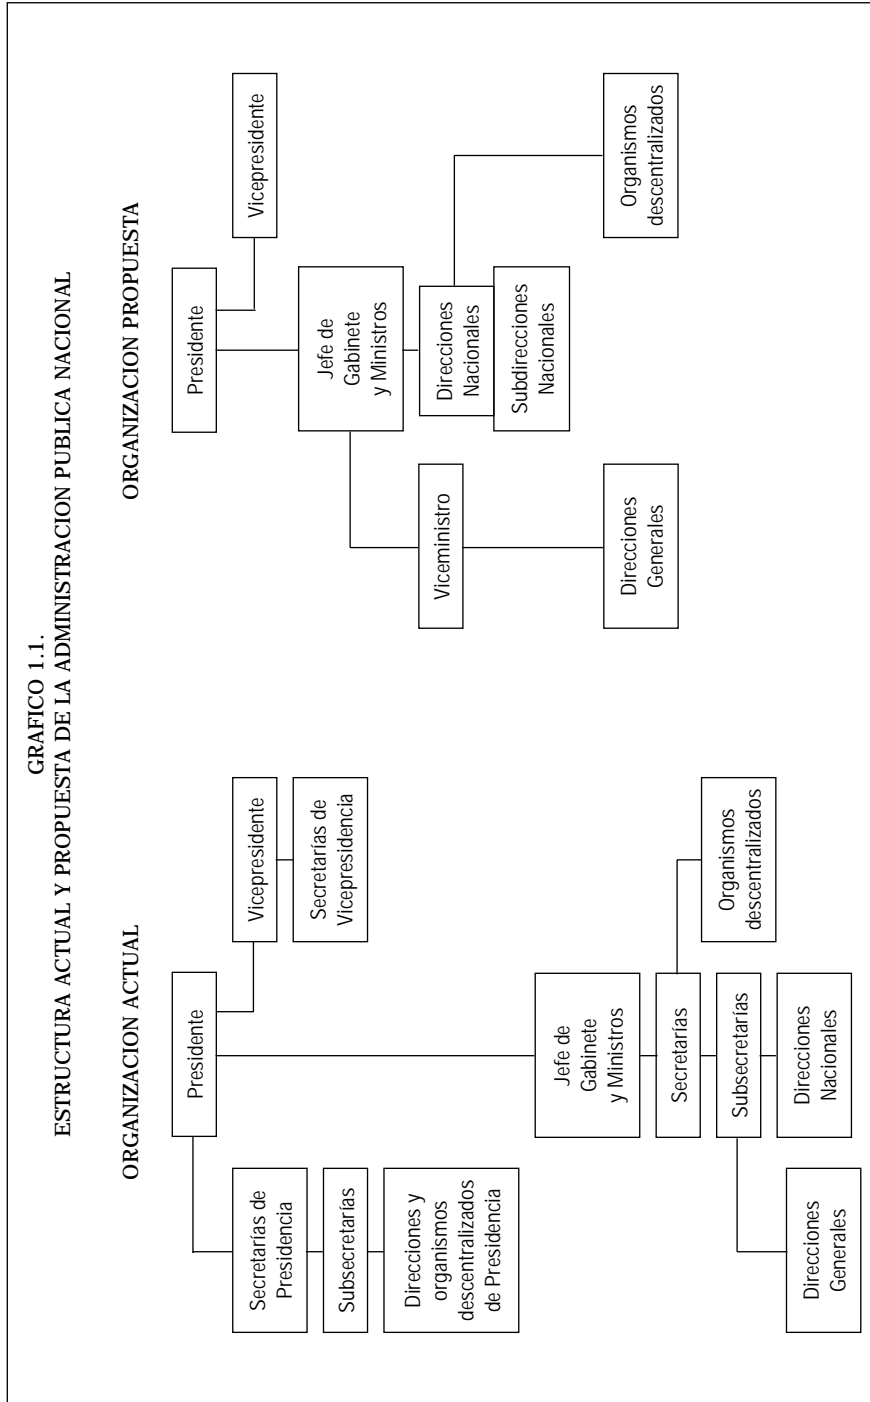 GRAFICO 1.1.
ESTRUCTURA ACTUAL Y PROPUESTA DE LA ADMINISTRACION PUBLICA NACIONAL
ORGANIZACION ACTUAL
Presidente
Secretarías de
Presidencia
Subsecretarías
Direcciones y
organismos
descentralizados
de Presidencia
Vicepresidente
Secretarías de
Vicepresidencia
Jefe de
Gabinete
y Ministros
Secretarías
Organismos
descentralizados
Subsecretarías
Direcciones
Generales
Direcciones
Nacionales
ORGANIZACION PROPUESTA
Presidente
Vicepresidente
Jefe de
Gabinete
y Ministros
Viceministro
Direcciones
Nacionales
Subdirecciones
Nacionales
Direcciones
Generales
Organismos
descentralizados